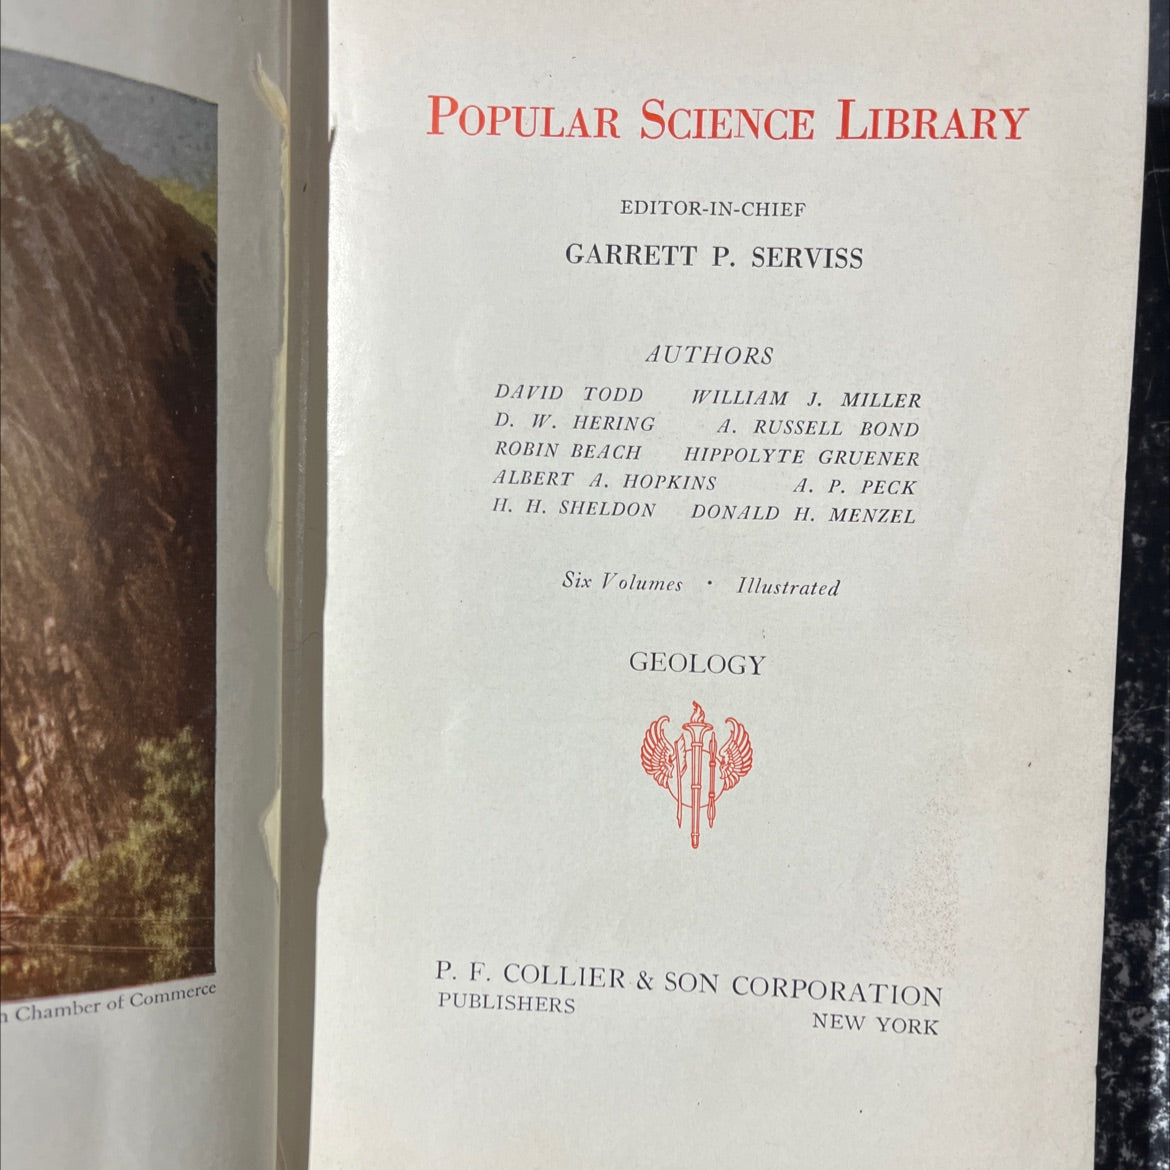 Chamber of Commerce
POPULAR SCIENCE LIBRARY
EDITOR-IN-CHIEF
GARRETT P. SERVISS
AUTHORS
DAVID TODD WILLIAM J. MILLER
D. W. HERING A. RUSSELL BOND
ROBIN BEACH HIPPOLYTE GRUENER
ALBERT A. HOPKINS A. P. PECK
H. H. SHELDON DONALD H. MENZEL
Six Volumes · Illustrated
GEOLOGY
P. F. COLLIER & SON CORPORATION
PUBLISHERS NEW YORK